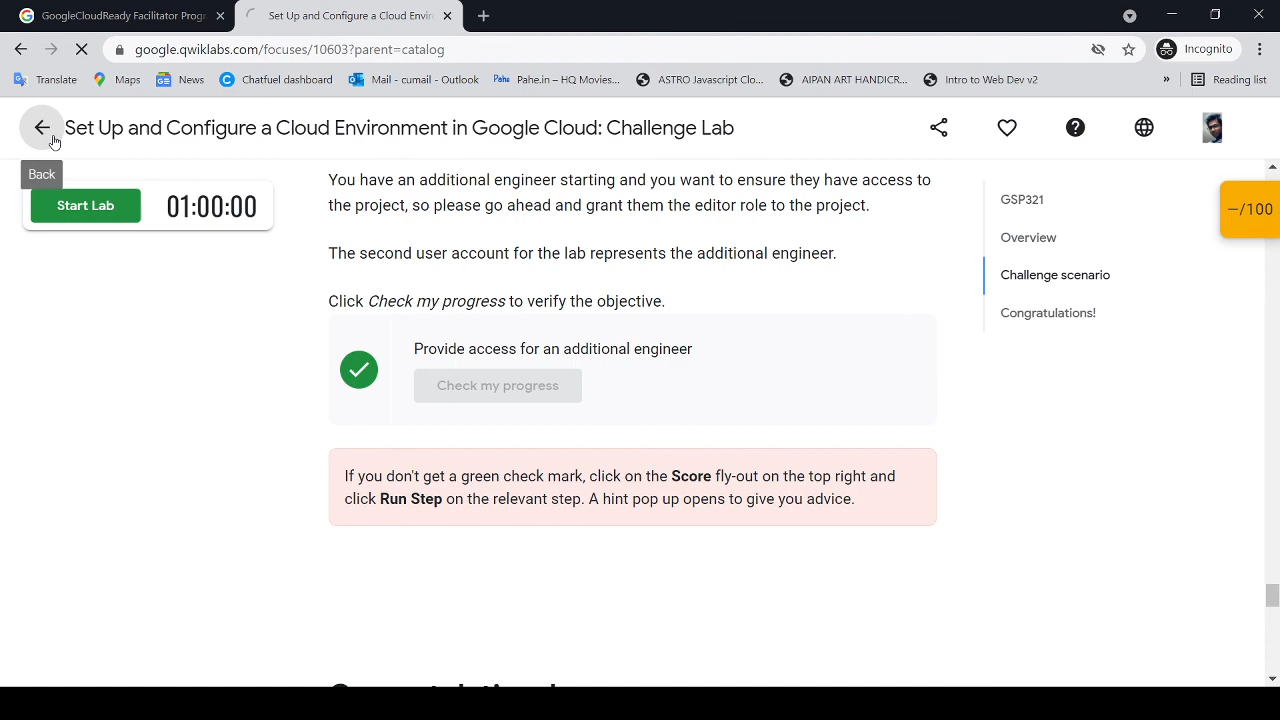 GoogleCloudReady Facilitator Progr
Set Up and Configure a Cloud Envir
google.qwiklabs.com/focuses/10603?parent=catalog
Incognito
Translate
Maps
News
Chatfuel dashboard
Mail - cumail - Outlook
Pahe Pahe.in – HQ Movies...
ASTRO Javascript Clo...
AIPAN ART HANDICR...
Intro to Web Dev v2
»
Reading list
Set Up and Configure a Cloud Environment in Google Cloud: Challenge Lab
Back
Start Lab
01:00:00
You have an additional engineer starting and you want to ensure they have access to
the project, so please go ahead and grant them the editor role to the project.
The second user account for the lab represents the additional engineer.
Click Check my progress to verify the objective.
Provide access for an additional engineer
Check my progress
If you don't get a green check mark, click on the Score fly-out on the top right and
click Run Step on the relevant step. A hint pop up opens to give you advice.
GSP321
Overview
Challenge scenario
Congratulations!
–/100